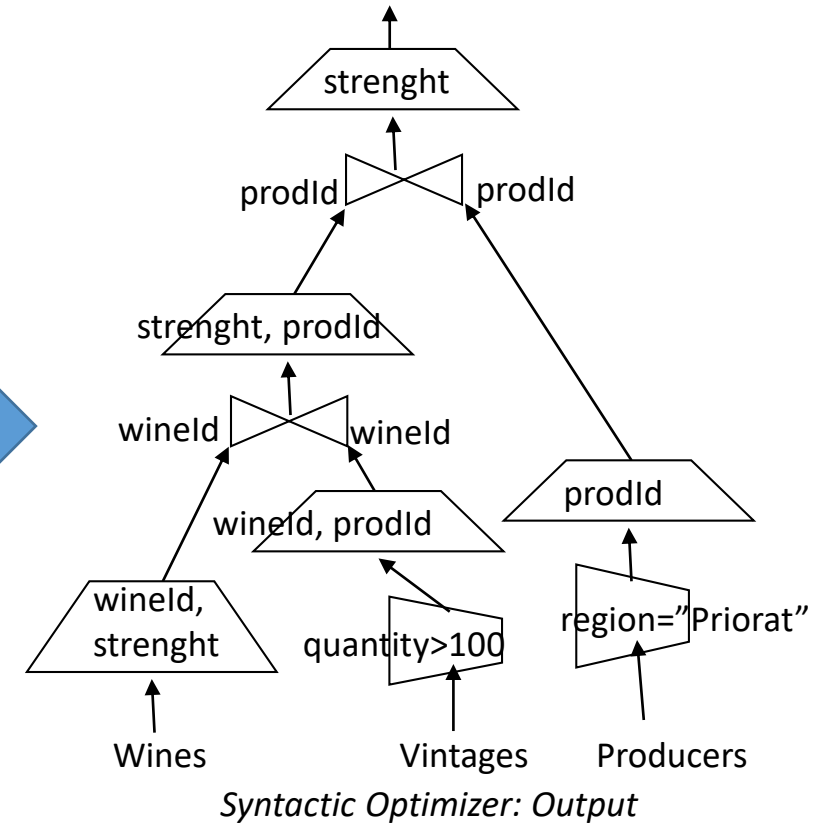 strenght
prodId prodId
strenght, prodId
wineId wineId
wineId, prodId
prodId
wineId,
strenght
quantity>100
region=”Priorat”
Wines Vintages Producers
Syntactic Optimizer: Output